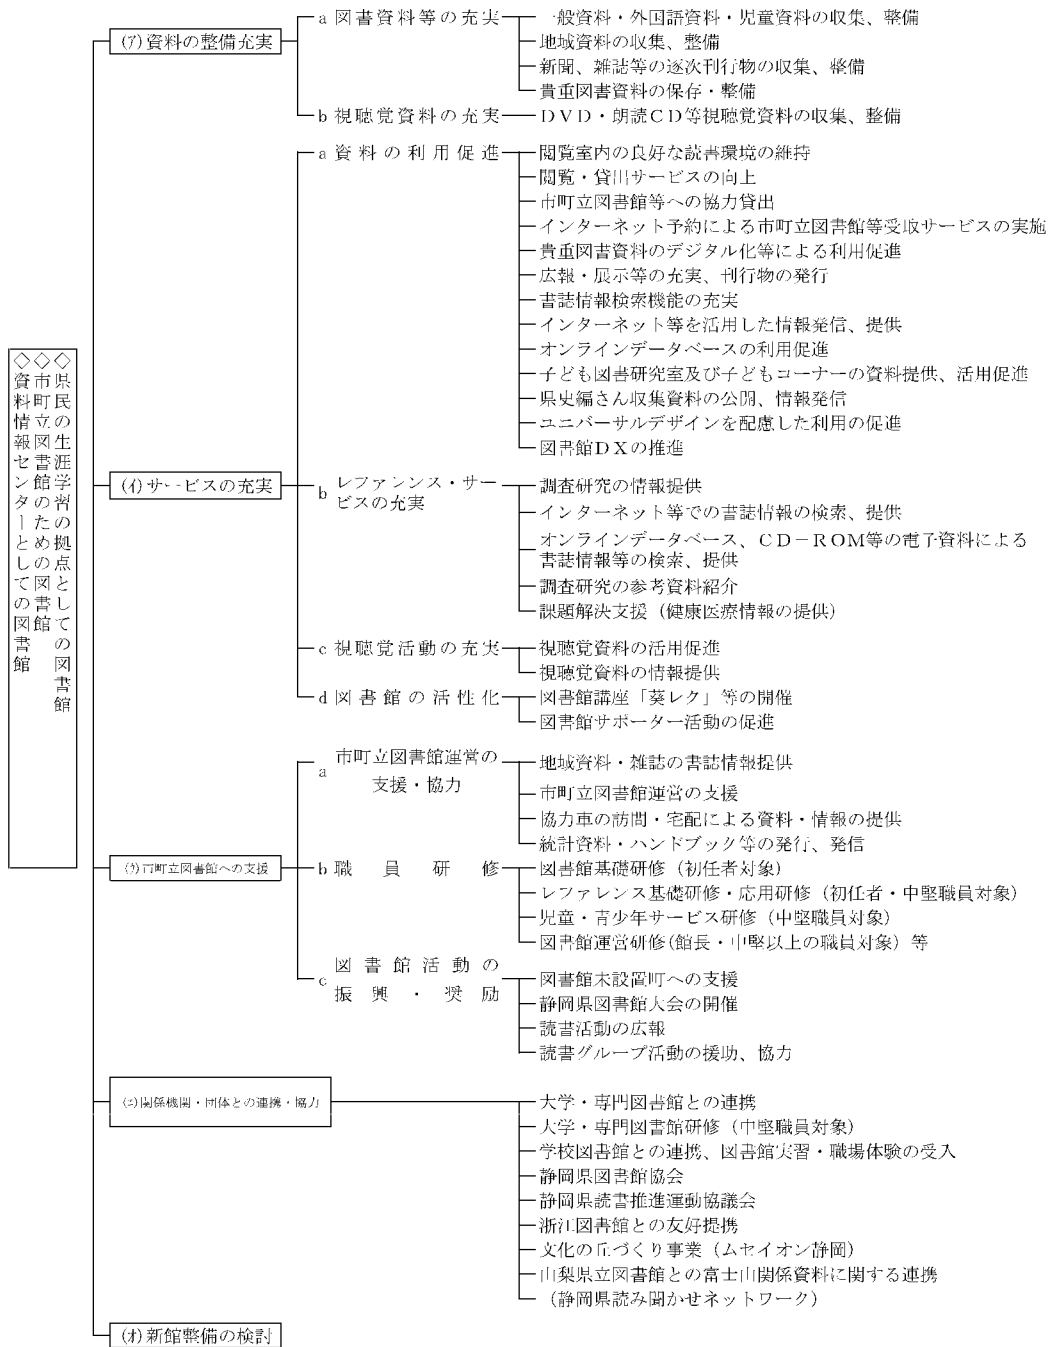 ◇県民の生涯学習の拠点としての図書館
◇市町立図書館のための図書館
◇資料情報センターとしての図書館
(ｱ)資料の整備充実
a 図書資料等の充実
一般資料・外国語資料・児童資料の収集、整備
地域資料の収集、整備
新聞、雑誌等の逐次刊行物の収集、整備
貴重図書資料の保存・整備
b 視聴覚資料の充実
ＤＶＤ・朗読ＣＤ等視聴覚資料の収集、整備
(ｲ)サービスの充実
a 資料の利用促進
閲覧室内の良好な読書環境の維持
閲覧・貸出サービスの向上
市町立図書館等への協力貸出
インターネット予約による市町立図書館等受取サービスの実施
貴重図書資料のデジタル化等による利用促進
広報・展示等の充実、刊行物の発行
書誌情報検索機能の充実
インターネット等を活用した情報発信、提供
オンラインデータベースの利用促進
子ども図書研究室及び子どもコーナーの資料提供、活用促進
県史編さん収集資料の公開、情報発信
ユニバーサルデザインを配慮した利用の促進
図書館ＤＸの推進
b レファレンス・サー
ビスの充実
調査研究の情報提供
インターネット等での書誌情報の検索、提供
オンラインデータベース、ＣＤ－ＲＯＭ等の電子資料による
書誌情報等の検索、提供
調査研究の参考資料紹介
課題解決支援（健康医療情報の提供）
c 視聴覚活動の充実
視聴覚資料の活用促進
視聴覚資料の情報提供
d 図書館の活性化
図書館講座「葵レク」等の開催
図書館サポーター活動の促進
(ｳ)市町立図書館への支援
a 市町立図書館運営の
支援・協力
地域資料・雑誌の書誌情報提供
市町立図書館運営の支援
協力車の訪問・宅配による資料・情報の提供
統計資料・ハンドブック等の発行、発信
b 職員研修
図書館基礎研修（初任者対象）
レファレンス基礎研修・応用研修（初任者・中堅職員対象）
児童・青少年サービス研修（中堅職員対象）
図書館運営研修(館長・中堅以上の職員対象）等
c 図書館活動の
振興・奨励
図書館未設置町への支援
静岡県図書館大会の開催
読書活動の広報
読書グループ活動の援助、協力
(ｴ)関係機関・団体との連携・協力
大学・専門図書館との連携
大学・専門図書館研修（中堅職員対象）
学校図書館との連携、図書館実習・職場体験の受入
静岡県図書館協会
静岡県読書推進運動協議会
浙江図書館との友好提携
文化の丘づくり事業（ムセイオン静岡）
山梨県立図書館との富士山関係資料に関する連携
（静岡県読み聞かせネットワーク）
(ｵ)新館整備の検討